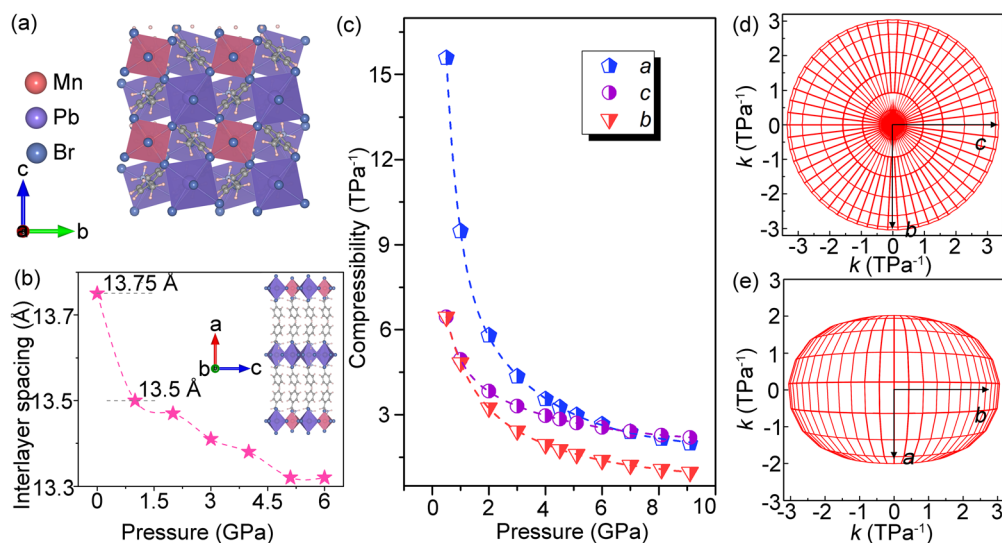 (a)
Mn
Pb
Br
c
a
b
(b)
13.75 Å
13.5 Å
a
b
c
Interlayer spacing (Å)
13.7
13.5
13.3
0 1.5 3 4.5 6
Pressure (GPa)
(c)
a
c
b
Compressibility (TPa⁻¹)
15
12
9
6
3
0 2 4 6 8 10
Pressure (GPa)
(d)
k (TPa⁻¹)
3
2
1
0
-1
-2
-3
c
b
-3 -2 -1 0 1 2 3
k (TPa⁻¹)
(e)
k (TPa⁻¹)
3
2
1
0
-1
-2
-3
b
a
-3 -2 -1 0 1 2 3
k (TPa⁻¹)